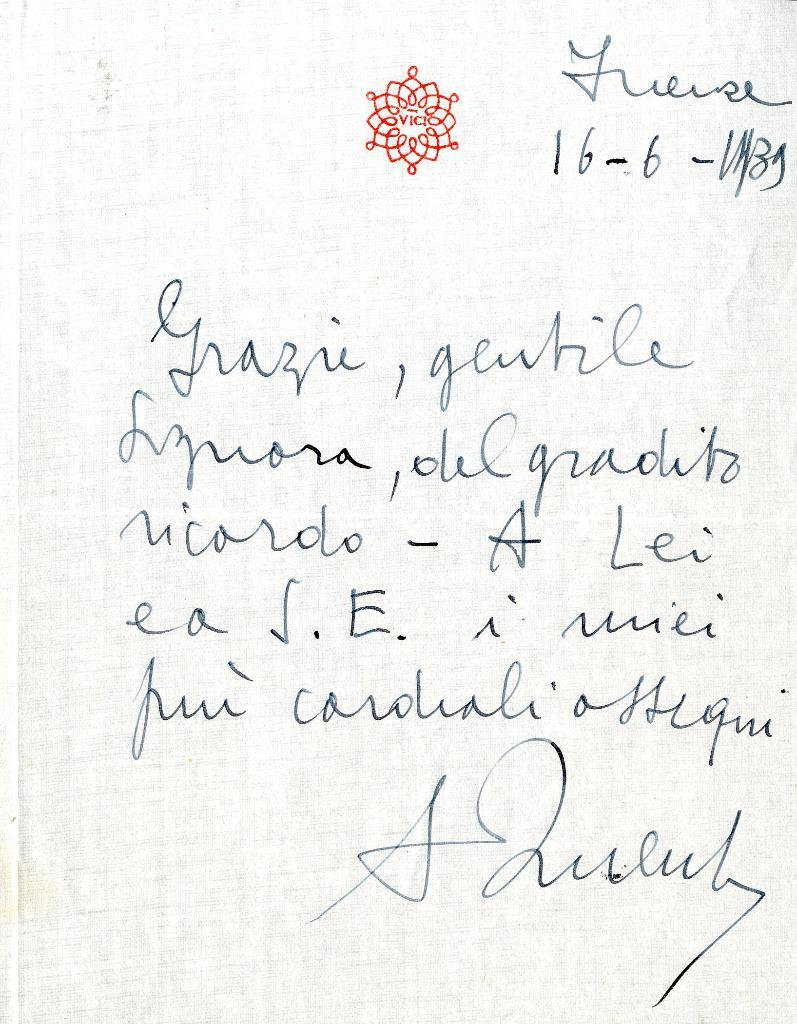 VICI
Firenze
16-6-1939
Grazie, gentile
Signora, del gradito
ricordo - A Lei
e a S. E. i miei
più cordiali ossequi
A